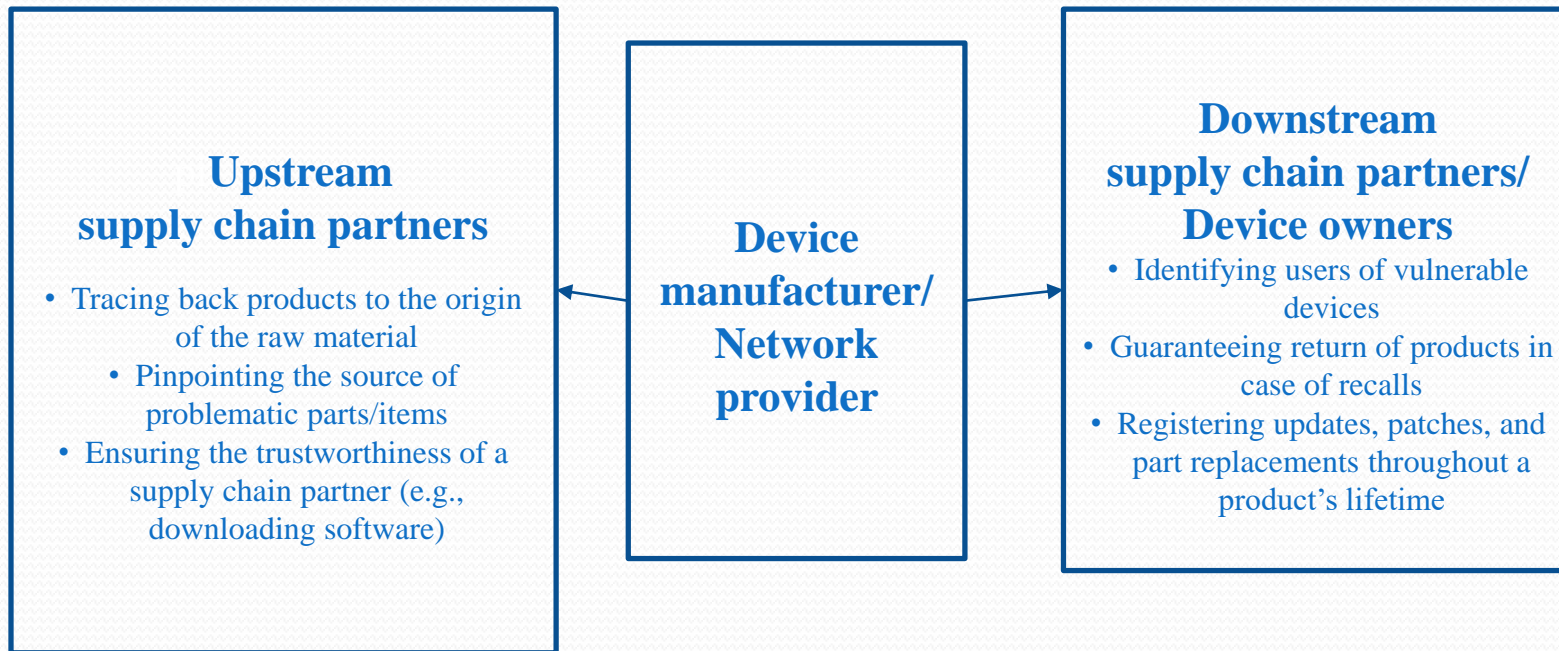 Upstream
supply chain partners
• Tracing back products to the origin
of the raw material
• Pinpointing the source of
problematic parts/items
• Ensuring the trustworthiness of a
supply chain partner (e.g.,
downloading software)
Device
manufacturer/
Network
provider
Downstream
supply chain partners/
Device owners
• Identifying users of vulnerable
devices
• Guaranteeing return of products in
case of recalls
• Registering updates, patches, and
part replacements throughout a
product’s lifetime